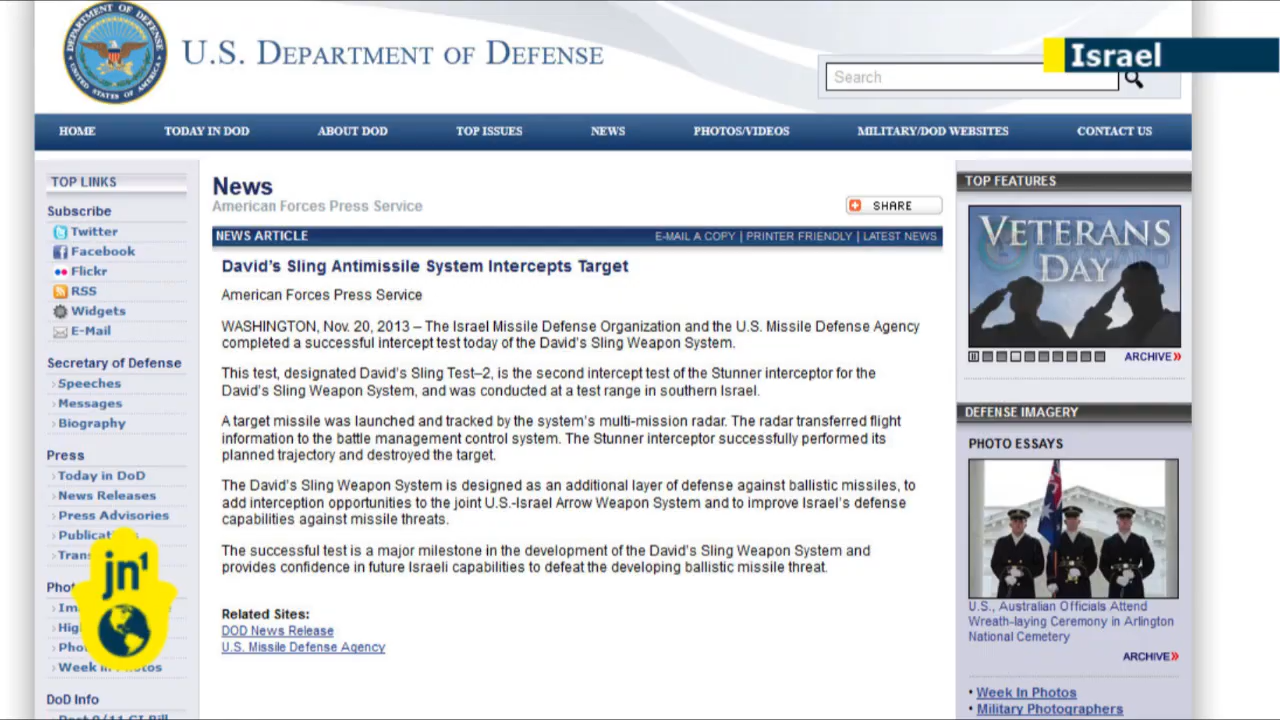 DEPARTMENT OF DEFENSE
UNITED STATES OF AMERICA
U.S. DEPARTMENT OF DEFENSE
Israel
Search
HOME
TODAY IN DOD
ABOUT DOD
TOP ISSUES
NEWS
PHOTOS/VIDEOS
MILITARY/DOD WEBSITES
CONTACT US
TOP LINKS
Subscribe
Twitter
Facebook
Flickr
RSS
Widgets
E-Mail
Secretary of Defense
Speeches
Messages
Biography
Press
Today in DoD
News Releases
Press Advisories
jn1
DoD Info
News
American Forces Press Service
SHARE
NEWS ARTICLE
E-MAIL A COPY | PRINTER FRIENDLY | LATEST NEWS
David's Sling Antimissile System Intercepts Target
American Forces Press Service
WASHINGTON, Nov. 20, 2013 – The Israel Missile Defense Organization and the U.S. Missile Defense Agency
completed a successful intercept test today of the David's Sling Weapon System.
This test, designated David's Sling Test–2, is the second intercept test of the Stunner interceptor for the
David's Sling Weapon System, and was conducted at a test range in southern Israel.
A target missile was launched and tracked by the system's multi-mission radar. The radar transferred flight
information to the battle management control system. The Stunner interceptor successfully performed its
planned trajectory and destroyed the target.
The David's Sling Weapon System is designed as an additional layer of defense against ballistic missiles, to
add interception opportunities to the joint U.S.-Israel Arrow Weapon System and to improve Israel's defense
capabilities against missile threats.
The successful test is a major milestone in the development of the David's Sling Weapon System and
provides confidence in future Israeli capabilities to defeat the developing ballistic missile threat.
Related Sites:
DOD News Release
U.S. Missile Defense Agency
TOP FEATURES
VETERANS
DAY
ARCHIVE»
DEFENSE IMAGERY
PHOTO ESSAYS
U.S., Australian Officials Attend
Wreath-laying Ceremony in Arlington
National Cemetery
ARCHIVE»
• Week In Photos
• Military Photographers